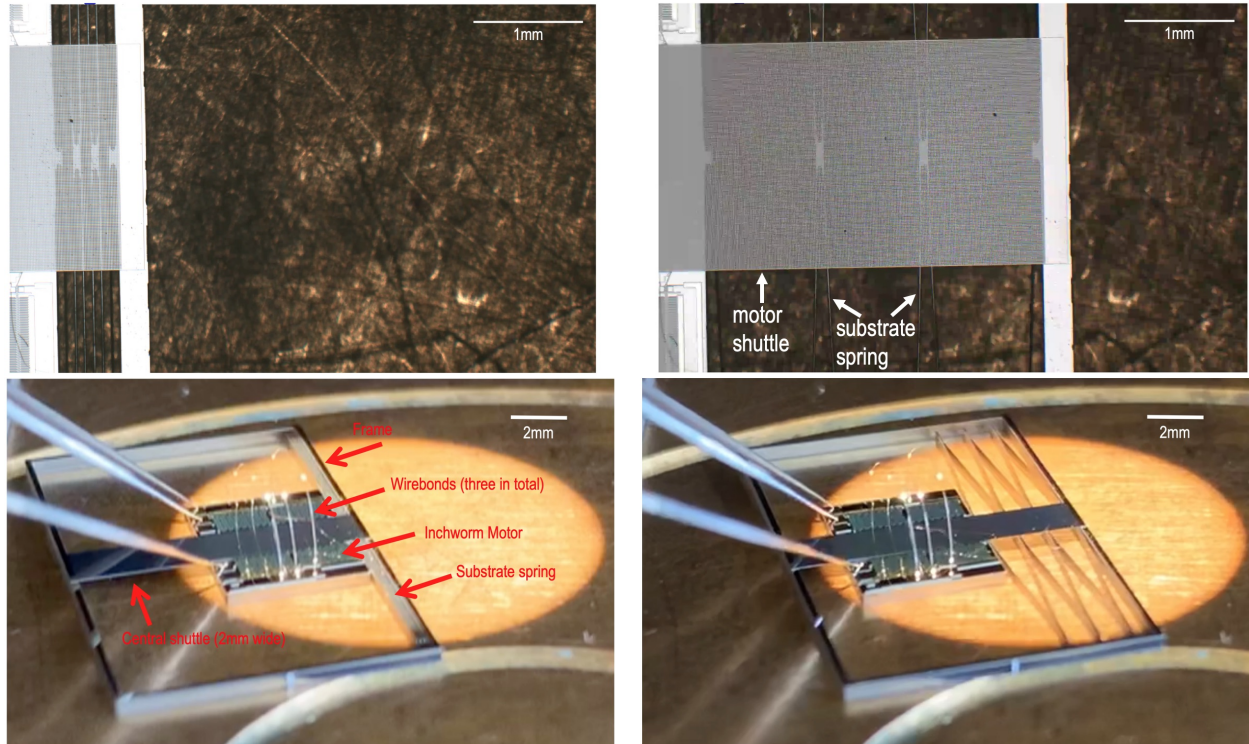 1mm
1mm
motor
shuttle
substrate
spring
2mm
Frame
Wirebonds (three in total)
Inchworm Motor
Substrate spring
Central shuttle (2mm wide)
2mm